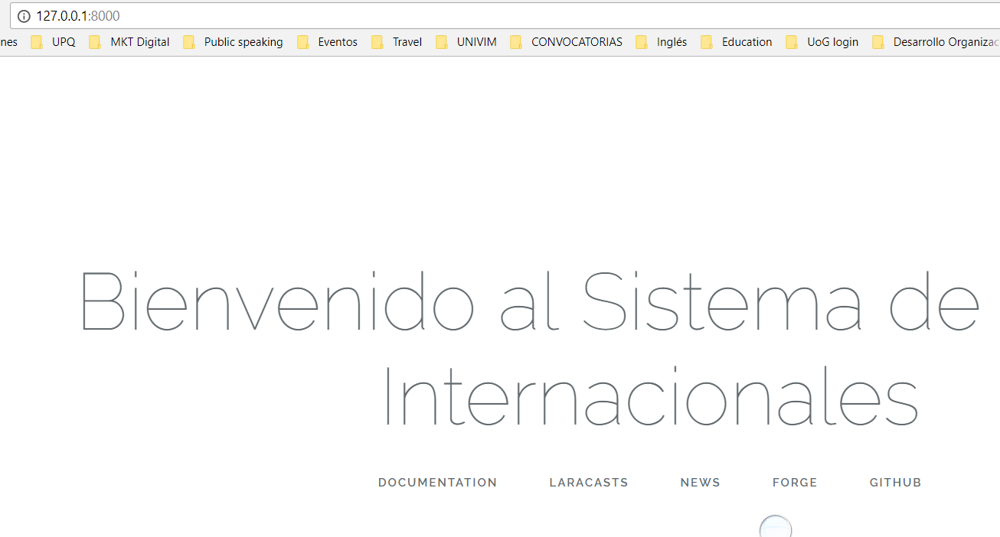 127.0.0.1:8000
nes UPQ MKT Digital Public speaking Eventos Travel UNIVIM CONVOCATORIAS Inglés Education UoG login Desarrollo Organizac
Bienvenido al Sistema de
Internacionales
DOCUMENTATION LARACASTS NEWS FORGE GITHUB